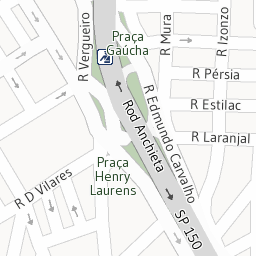 R Vergueiro
Praça
Gaúcha
R Mura
R Izonzo
R Pérsia
R Estilac
R Laranjal
Rod Anchieta
R Edmundo Carvalho
Praça
Henry
Laurens
R D Vilares
SP 150